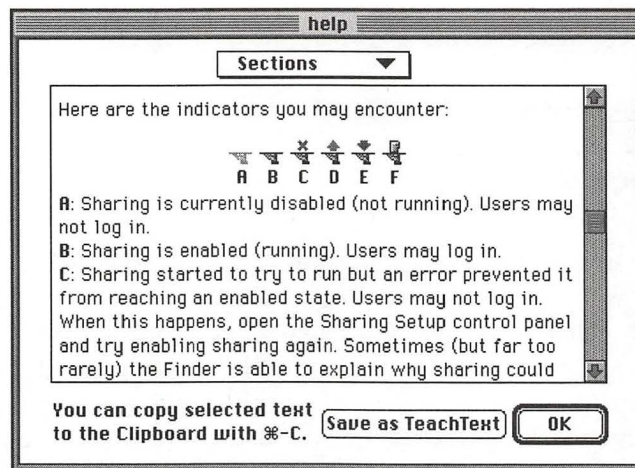 help
Sections
Here are the indicators you may encounter:
A B C D E F
A: Sharing is currently disabled (not running). Users may
not log in.
B: Sharing is enabled (running). Users may log in.
C: Sharing started to try to run but an error prevented it
from reaching an enabled state. Users may not log in.
When this happens, open the Sharing Setup control panel
and try enabling sharing again. Sometimes (but far too
rarely) the Finder is able to explain why sharing could
You can copy selected text
to the Clipboard with ⌘-C.
Save as TeachText
OK